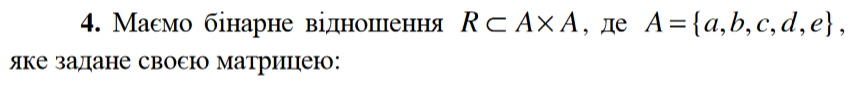 4. Маємо бінарне відношення R ⊂ A × A, де A = {a, b, c, d, e},
яке задане своєю матрицею: